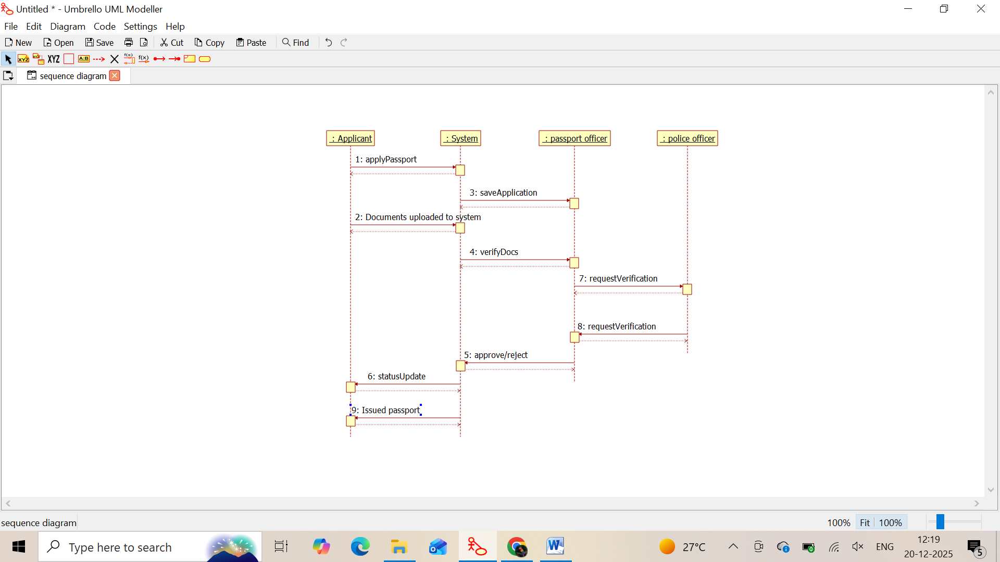 Untitled * - Umbrello UML Modeller
File Edit Diagram Code Settings Help
New Open Save Cut Copy Paste Find
XYZ XYZ XYZ A:B f(x) f(x)
sequence diagram
: Applicant : System : passport officer : police officer
1: applyPassport
3: saveApplication
2: Documents uploaded to system
4: verifyDocs
7: requestVerification
8: requestVerification
5: approve/reject
6: statusUpdate
9: Issued passport
sequence diagram 100% Fit 100%
Type here to search 27°C ENG 12:19
20-12-2025
5